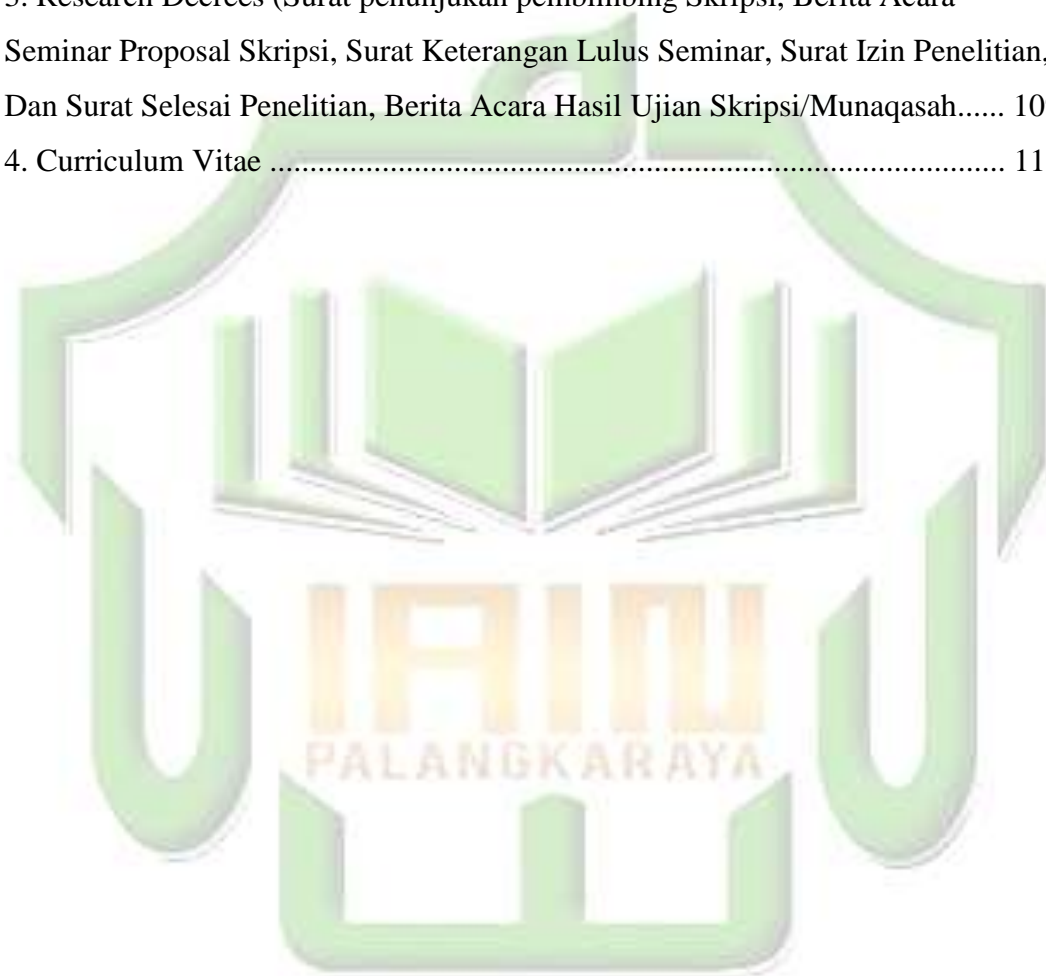 3. Research Decrees (Surat penunjukan pembimbing Skripsi, Berita Acara
Seminar Proposal Skripsi, Surat Keterangan Lulus Seminar, Surat Izin Penelitian,
Dan Surat Selesai Penelitian, Berita Acara Hasil Ujian Skripsi/Munaqasah...... 10
4. Curriculum Vitae ............................................................................................ 11
IAIN
PALANGKARAYA